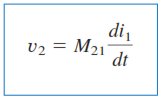 v₂ = M₂₁ di₁/dt